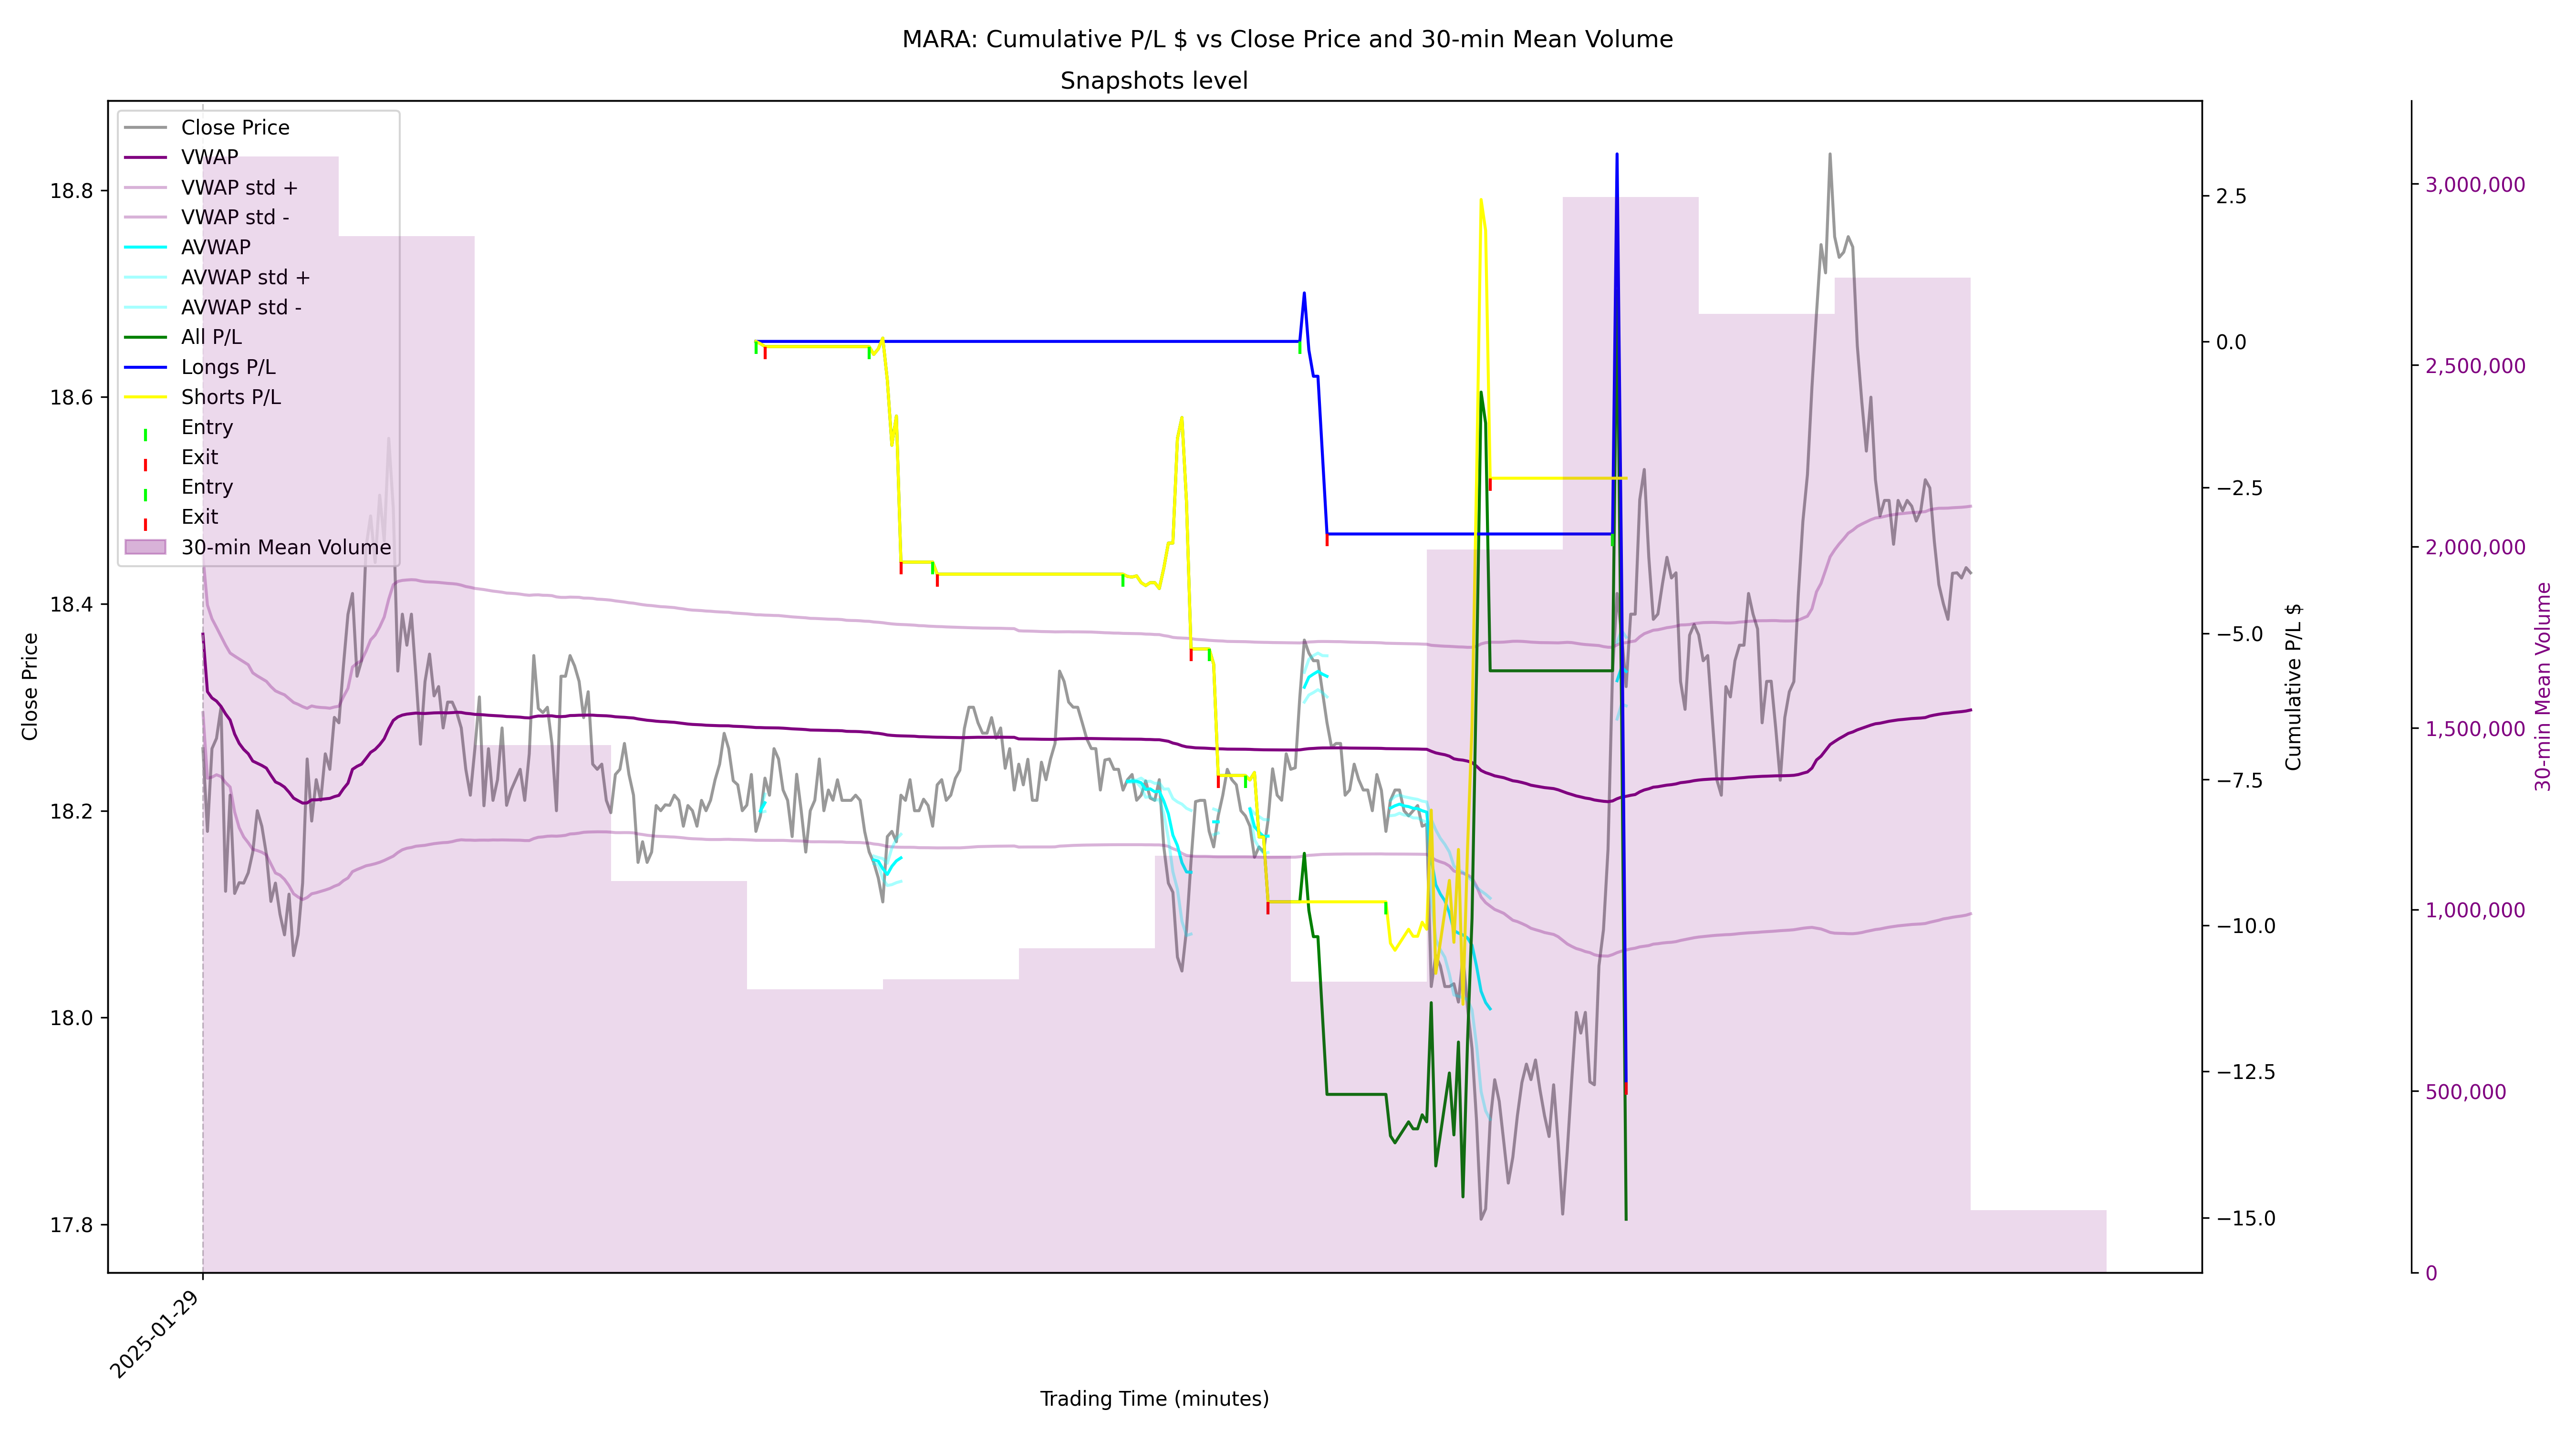 MARA: Cumulative P/L $ vs Close Price and 30-min Mean Volume
Snapshots level
Close Price
VWAP
VWAP std +
VWAP std -
AVWAP
AVWAP std +
AVWAP std -
All P/L
Longs P/L
Shorts P/L
Entry
Exit
Entry
Exit
30-min Mean Volume
Close Price
18.8
18.6
18.4
18.2
18.0
17.8
2.5
0.0
−2.5
−5.0
−7.5
−10.0
−12.5
−15.0
Cumulative P/L $
3,000,000
2,500,000
2,000,000
1,500,000
1,000,000
500,000
0
30-min Mean Volume
2025-01-29
Trading Time (minutes)